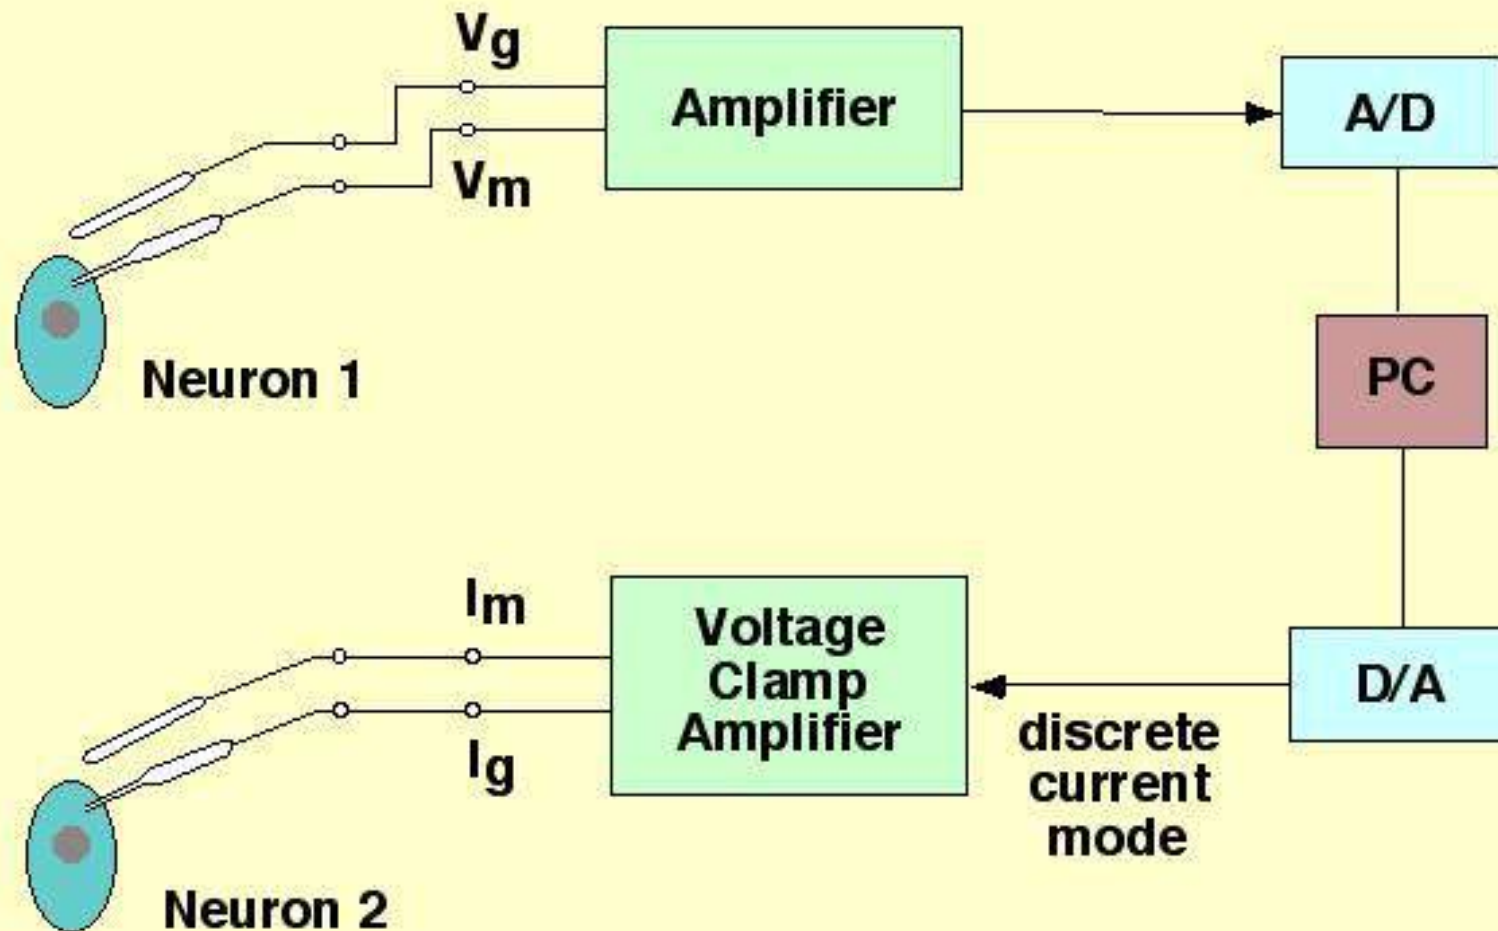 Vg
Amplifier
A/D
Vm
Neuron 1
PC
Im
Voltage
Clamp
Amplifier
D/A
Ig
discrete
current
mode
Neuron 2